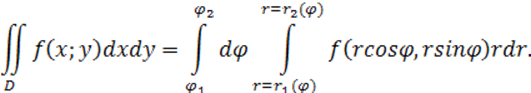 ∬_D f(x; y)dxdy = ∫_{φ₁}^{φ₂} dφ ∫_{r=r₁(φ)}^{r=r₂(φ)} f(rcosφ, rsinφ)rdr.